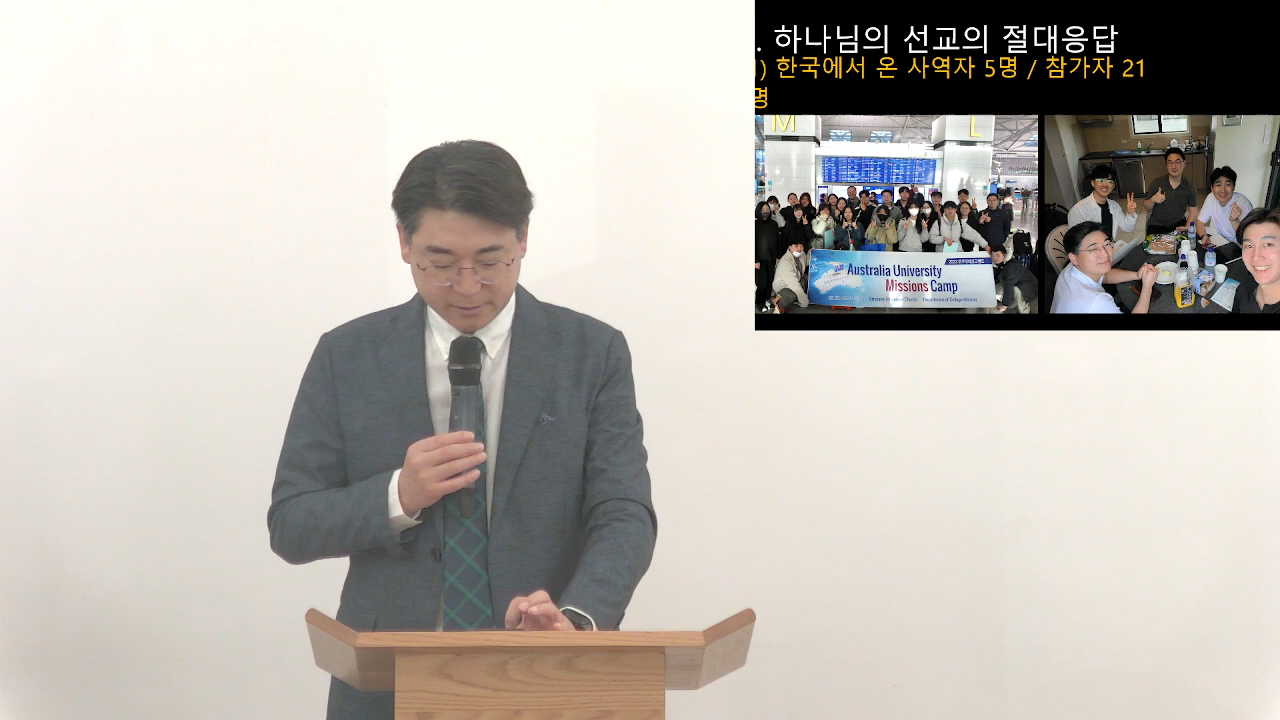 . 하나님의 선교의 절대응답
) 한국에서 온 사역자 5명 / 참가자 21
명
M L
Australia University
Missions Camp